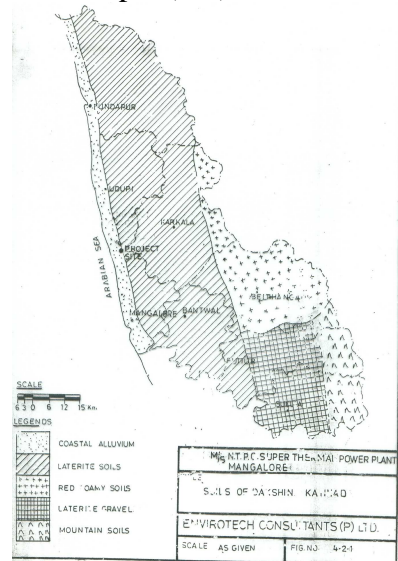 UNDAPUR
UDUPI
KARKALA
PROJECT
SITE
ARABIAN SEA
MANGALORE
BANTWAL
SCALE
6 3 0 6 12 15 Km.
LEGENDS
COASTAL ALLUVIUM
LATERITE SOILS
RED LOAMY SOILS
LATERITE GRAVEL
MOUNTAIN SOILS
M/S N.T.P.C. SUPER THERMAL POWER PLANT
MANGALORE
SOILS OF DAKSHIN KANNAD
ENVIROTECH CONSULTANTS (P) LTD.
SCALE AS GIVEN
FIG. NO. 4-2-1